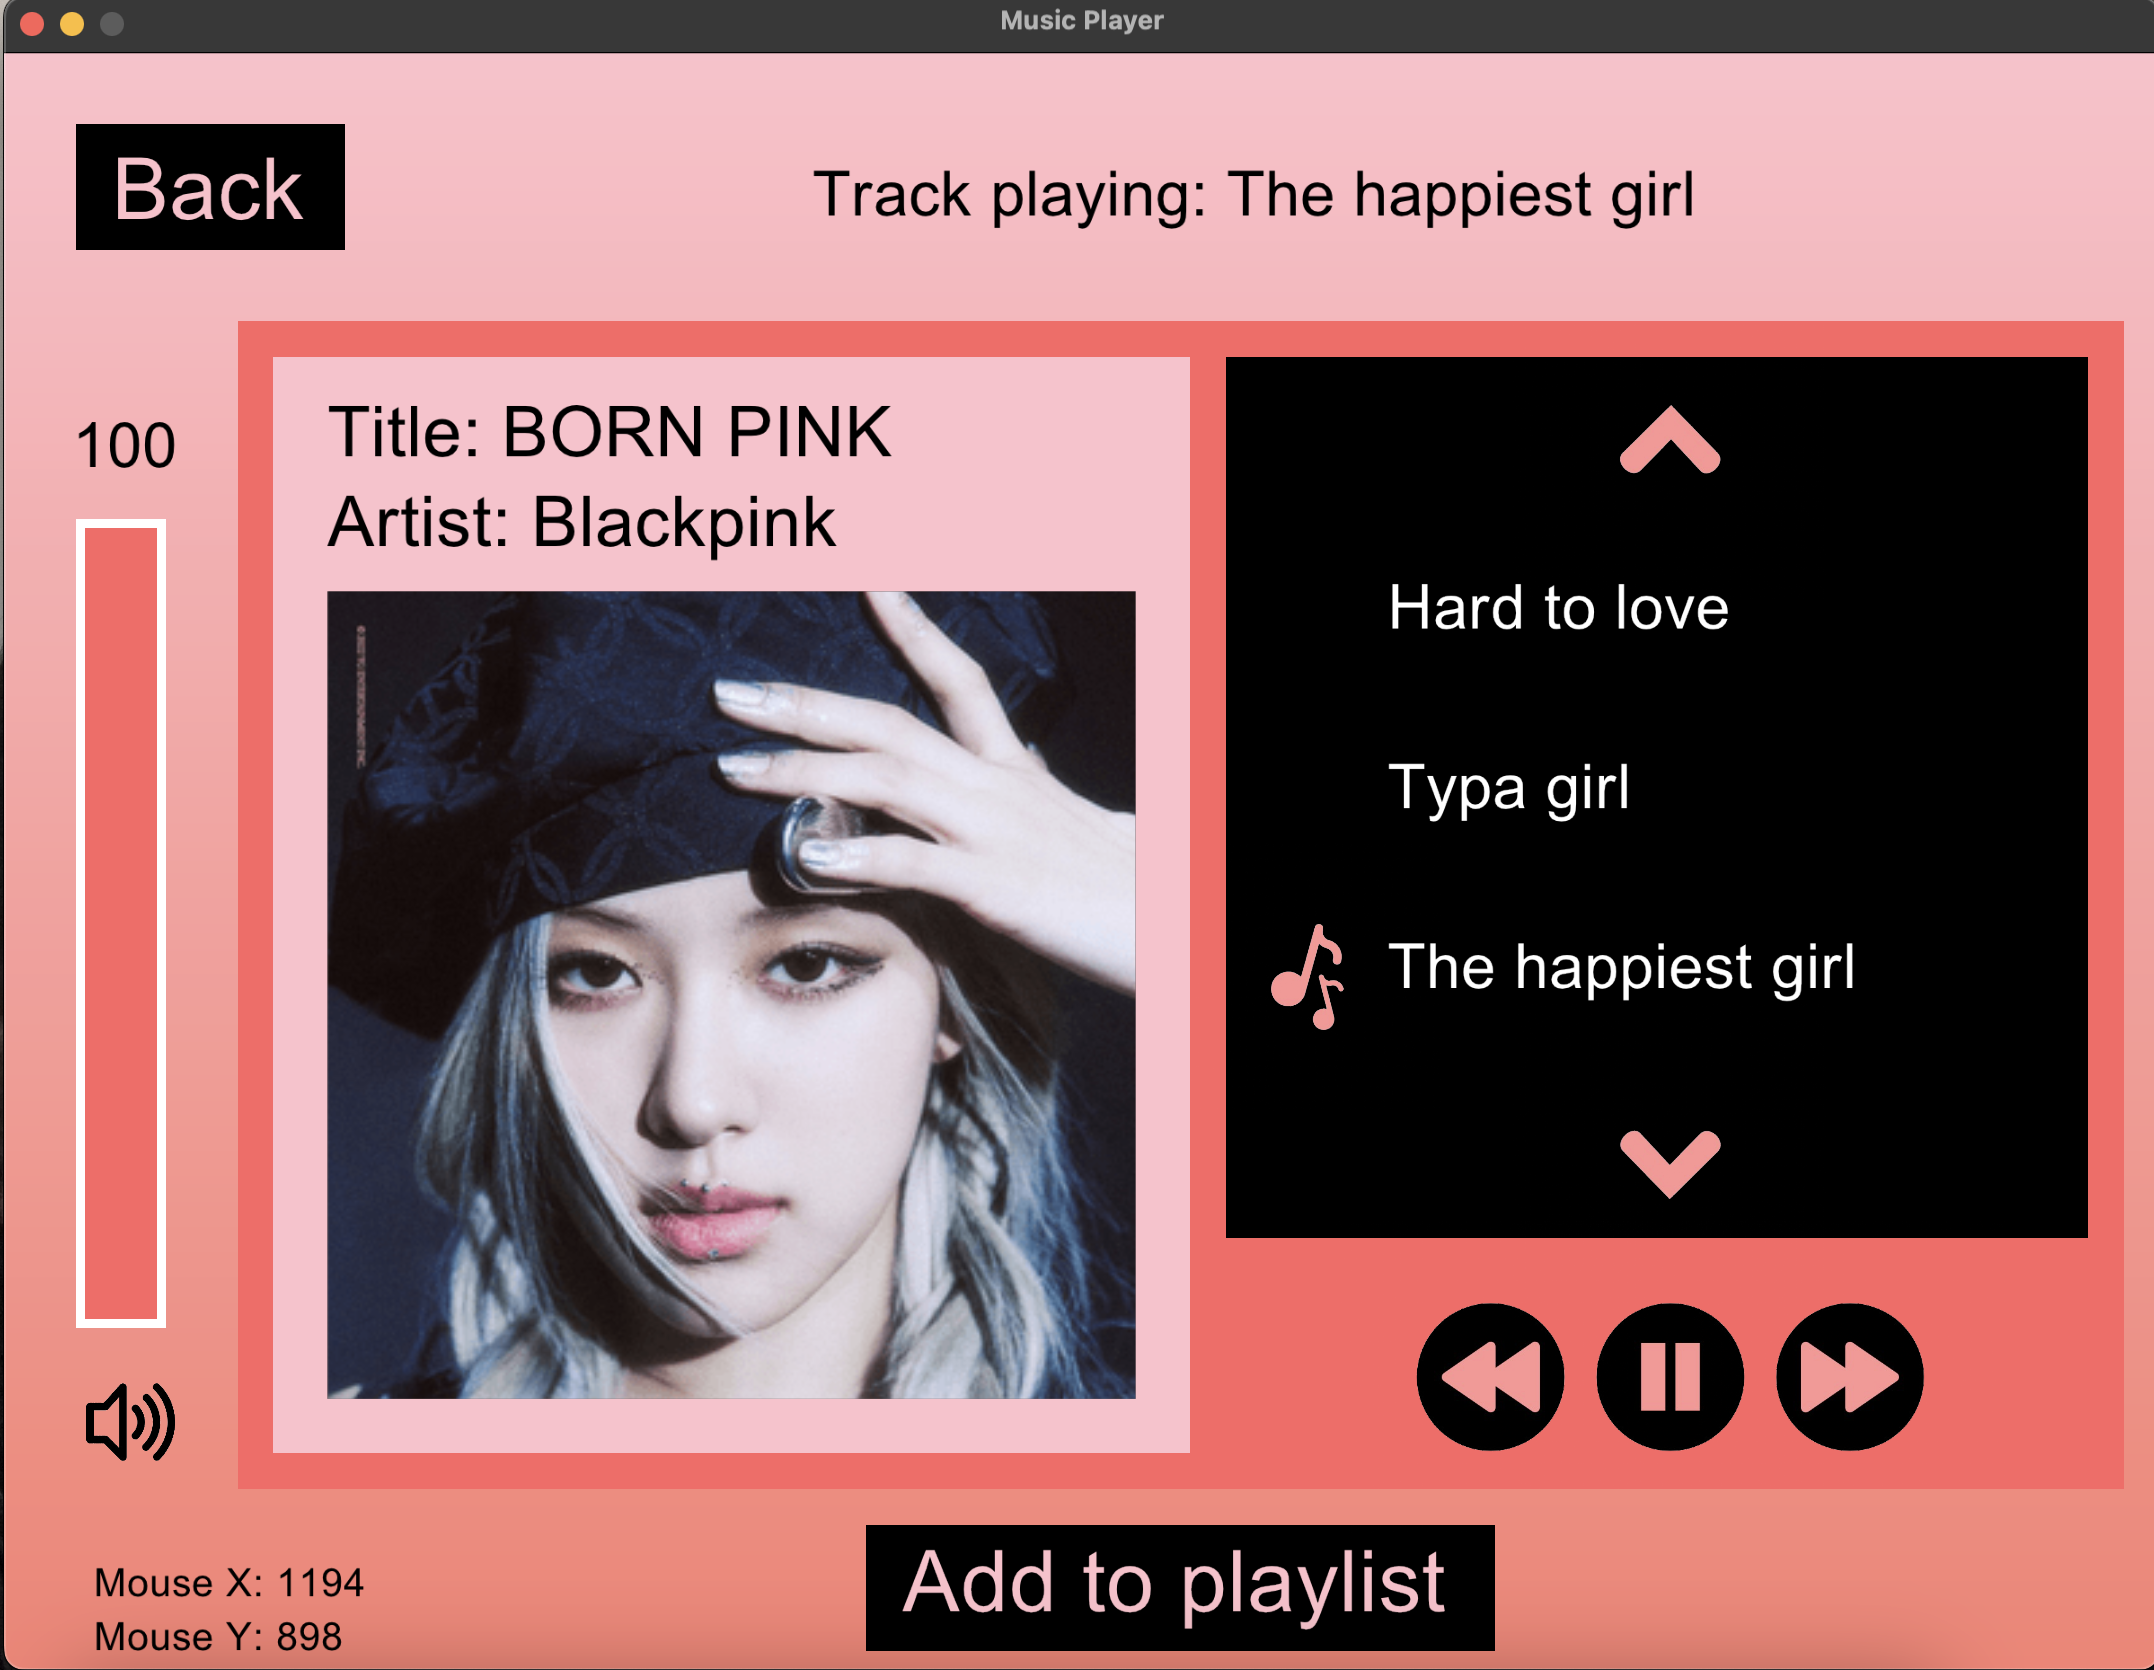 Music Player
Back
Track playing: The happiest girl
100
Title: BORN PINK
Artist: Blackpink
Hard to love
Typa girl
The happiest girl
Add to playlist
Mouse X: 1194
Mouse Y: 898